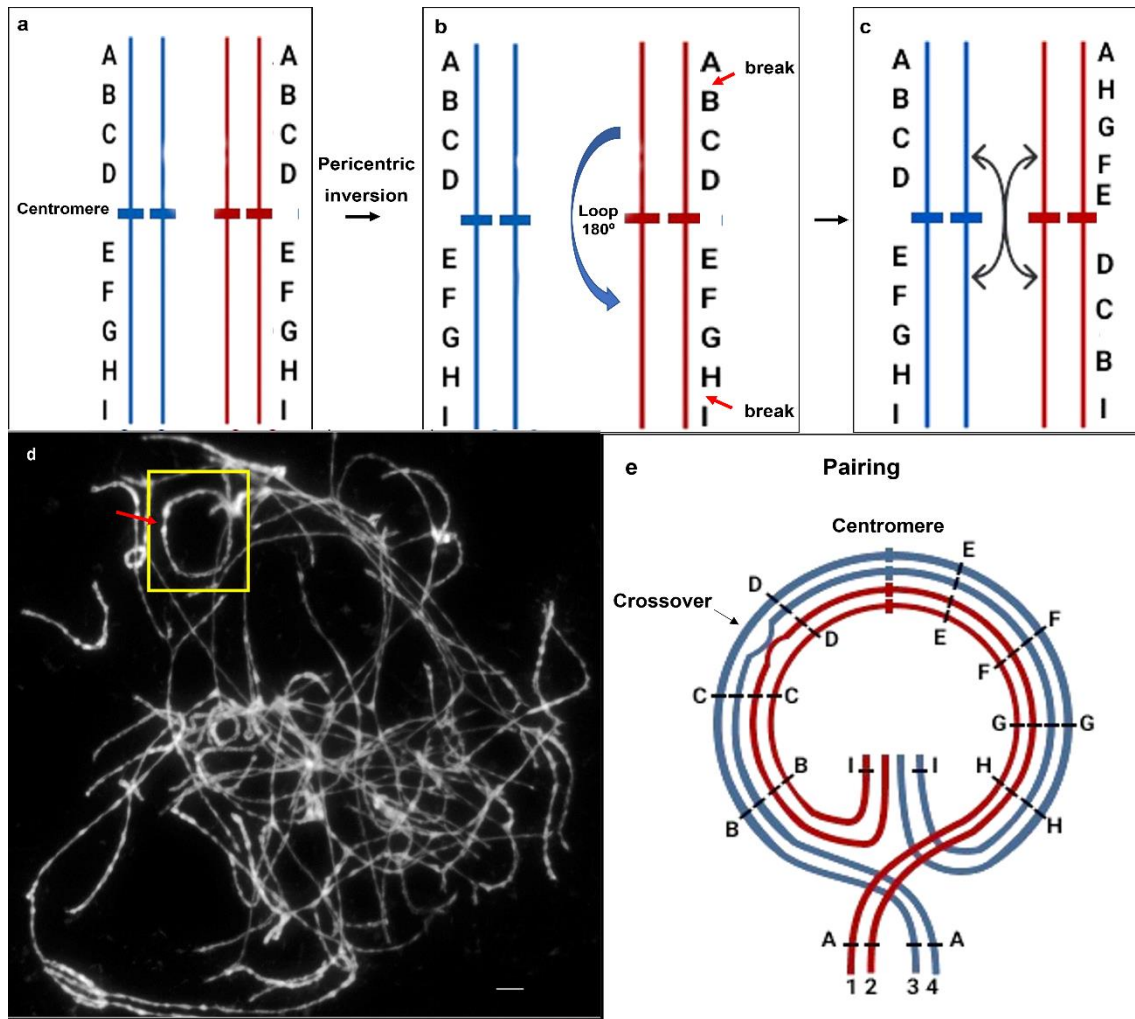 a
A
B
C
D
Centromere
E
F
G
H
I
A
B
C
D
E
F
G
H
I
Pericentric
inversion
b
A
B
C
D
E
F
G
H
I
Loop
180º
A
break
B
C
D
E
F
G
H
break
I
c
A
B
C
D
E
F
G
H
I
A
H
G
F
E
D
C
B
I
d
e
Pairing
Centromere
Crossover
D
D
E
E
F
F
C
C
G
G
B
B
I
I
H
H
A
A
1 2 3 4